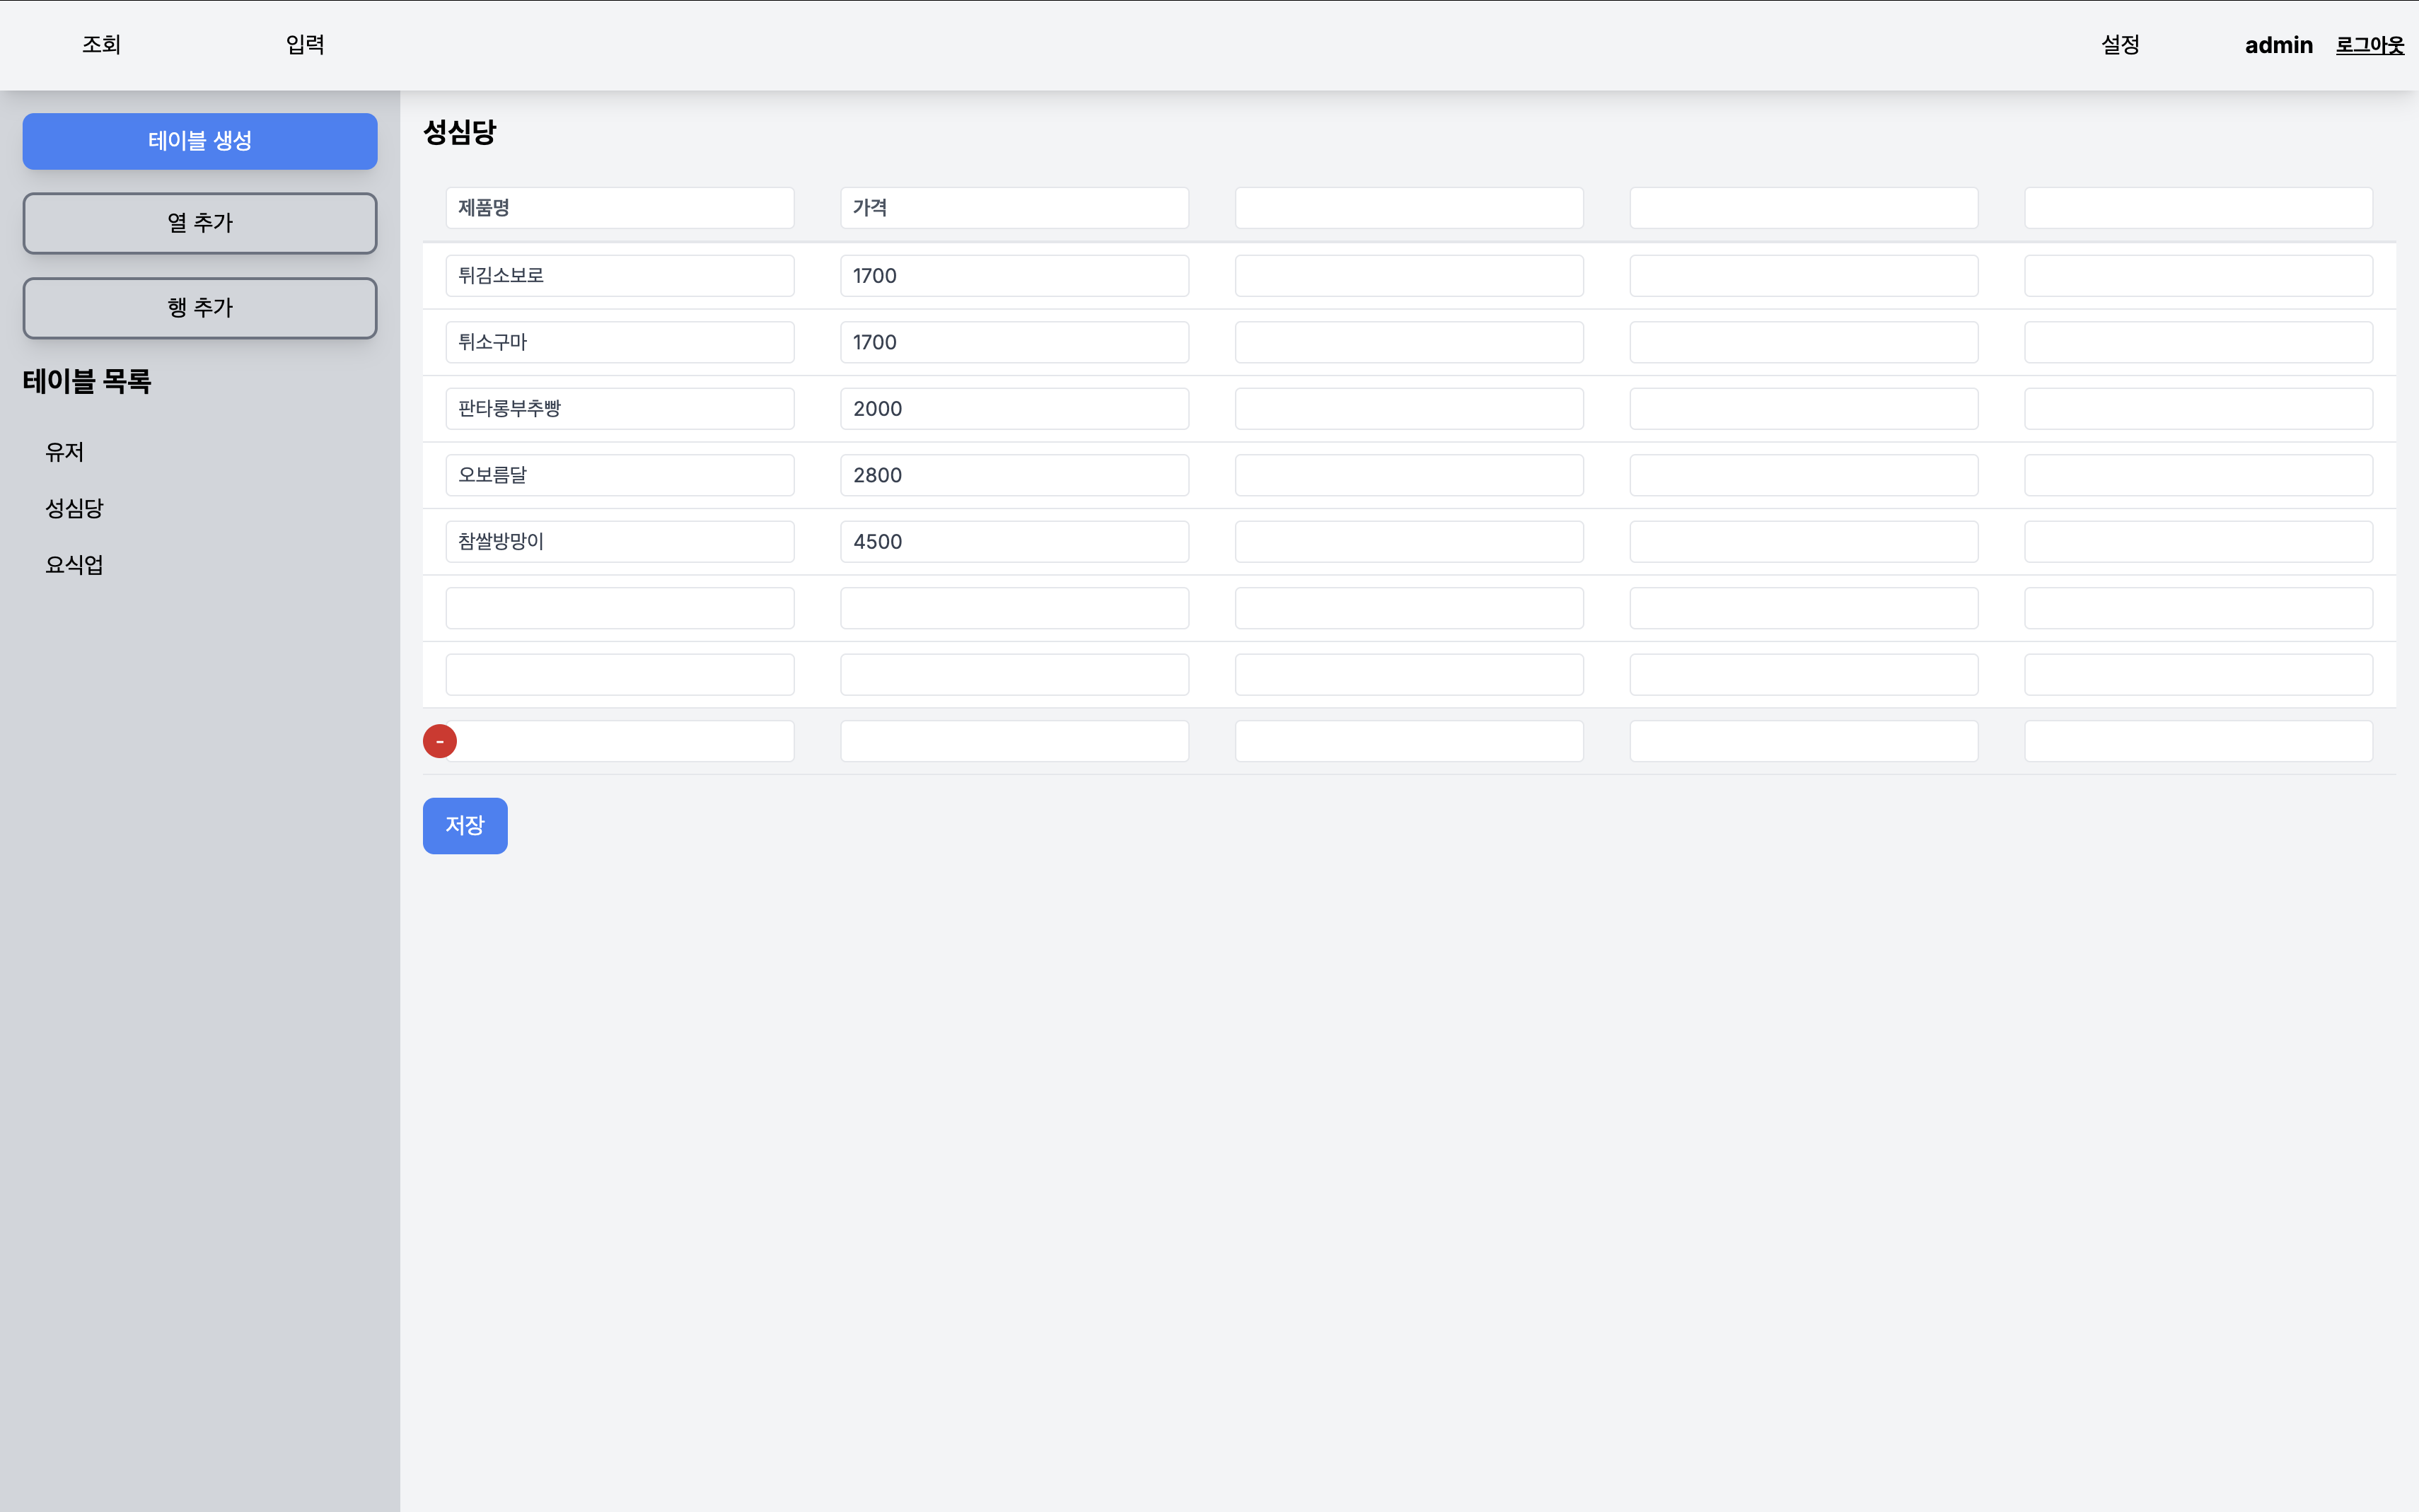 조회 입력 설정 admin 로그아웃
테이블 생성
열 추가
행 추가
테이블 목록
유저
성심당
요식업
성심당
제품명 가격
튀김소보로 1700
튀소구마 1700
판타롱부추빵 2000
오보름달 2800
참쌀방망이 4500
-
저장